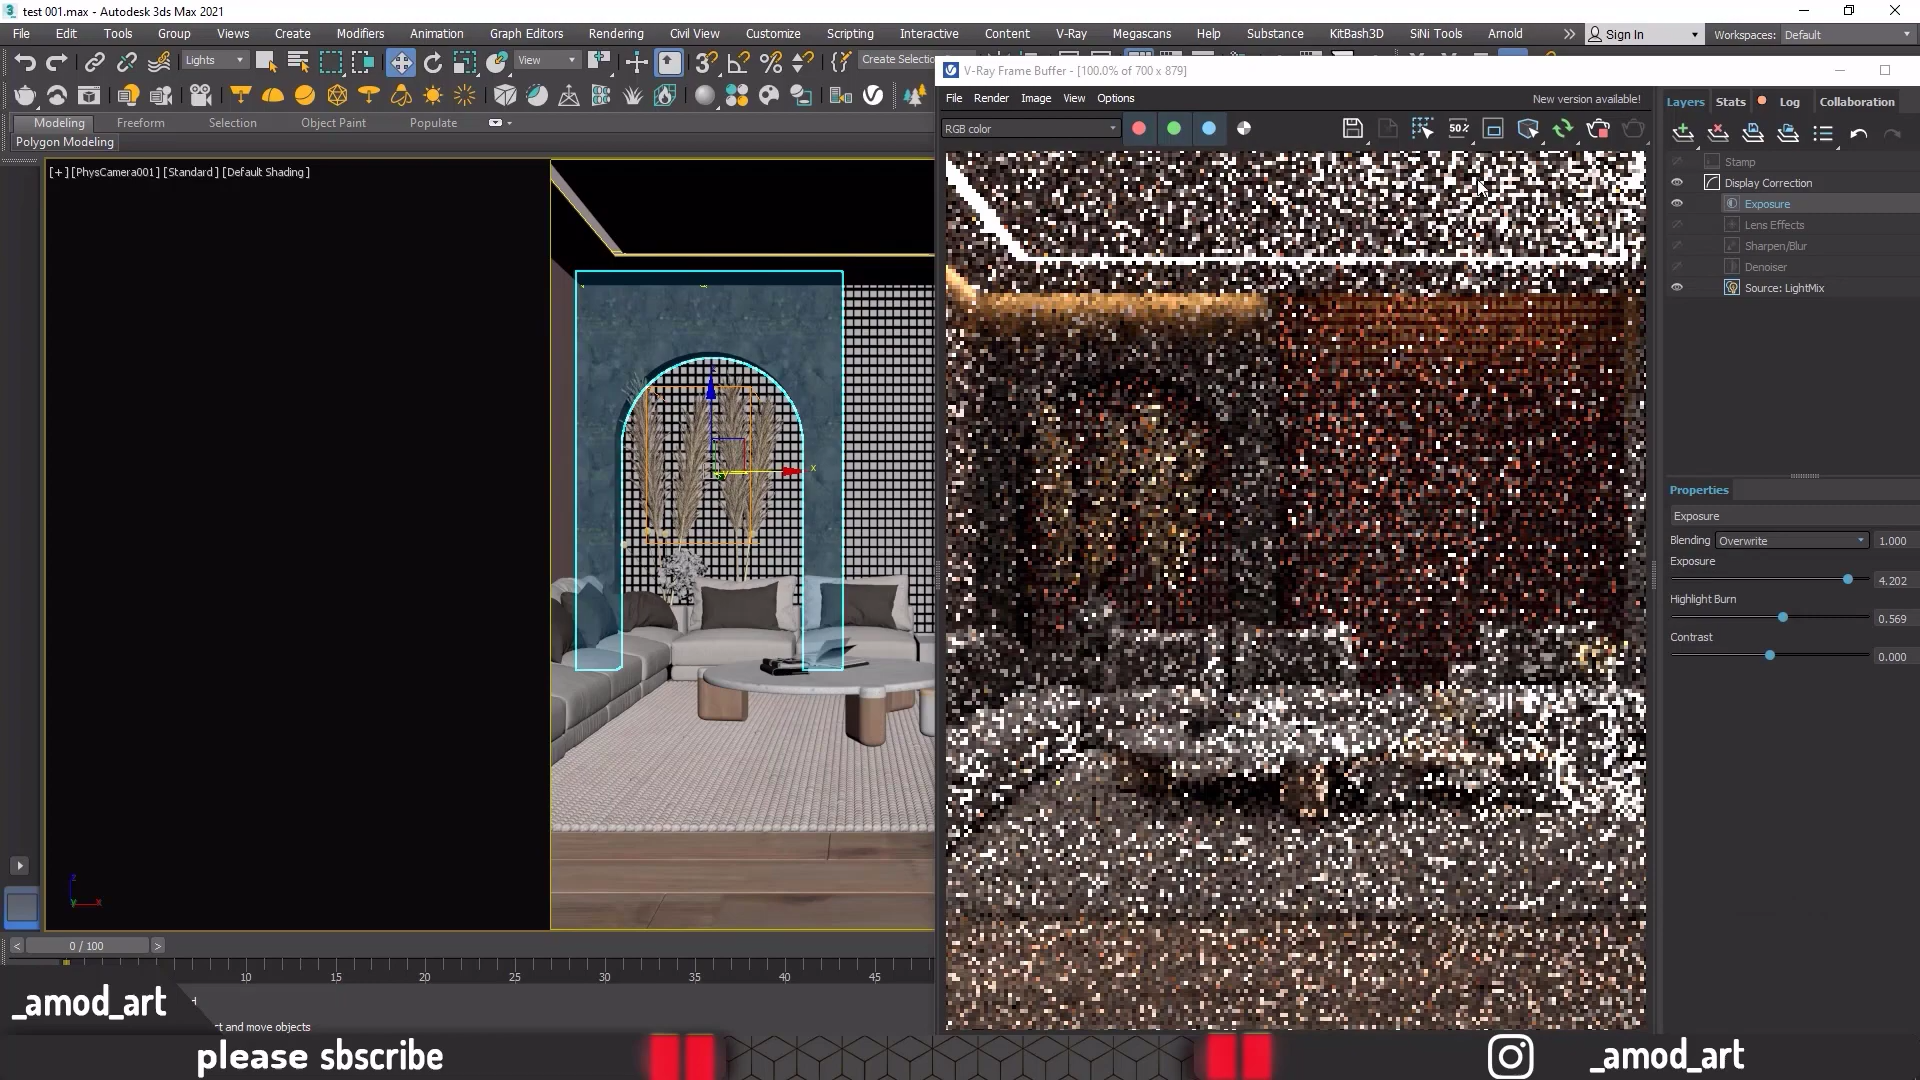 test 001.max - Autodesk 3ds Max 2021
File Edit Tools Group Views Create Modifiers Animation Graph Editors Rendering Civil View Customize Scripting Interactive Content V-Ray Megascans Help Substance KitBash3D SiNi Tools Arnold Sign In Workspaces: Default
Lights View Create Selectio
V-Ray Frame Buffer - [100.0% of 700 x 879]
File Render Image View Options New version available!
Layers Stats Log Collaboration
Modeling Freeform Selection Object Paint Populate
RGB color 50%
Polygon Modeling
[+] [PhysCamera001] [Standard] [Default Shading]
Stamp
Display Correction
Exposure
Lens Effects
Sharpen/Blur
Denoiser
Source: LightMix
x
y
Properties
Exposure
Blending Overwrite 1.000
Exposure
4.202
Highlight Burn
0.569
Contrast
0.000
z
x
< 0 / 100 >
10 15 20 25 30 35 40 45
_amod_art
ct and move objects
please sbscribe
_amod_art